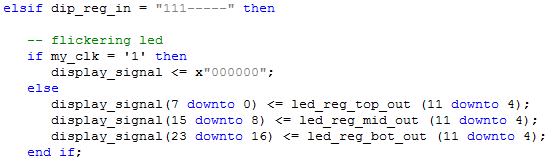 elsif dip_reg_in = "111-----" then
-- flickering led
if my_clk = '1' then
display_signal <= x"000000";
else
display_signal(7 downto 0) <= led_reg_top_out (11 downto 4);
display_signal(15 downto 8) <= led_reg_mid_out (11 downto 4);
display_signal(23 downto 16) <= led_reg_bot_out (11 downto 4);
end if;